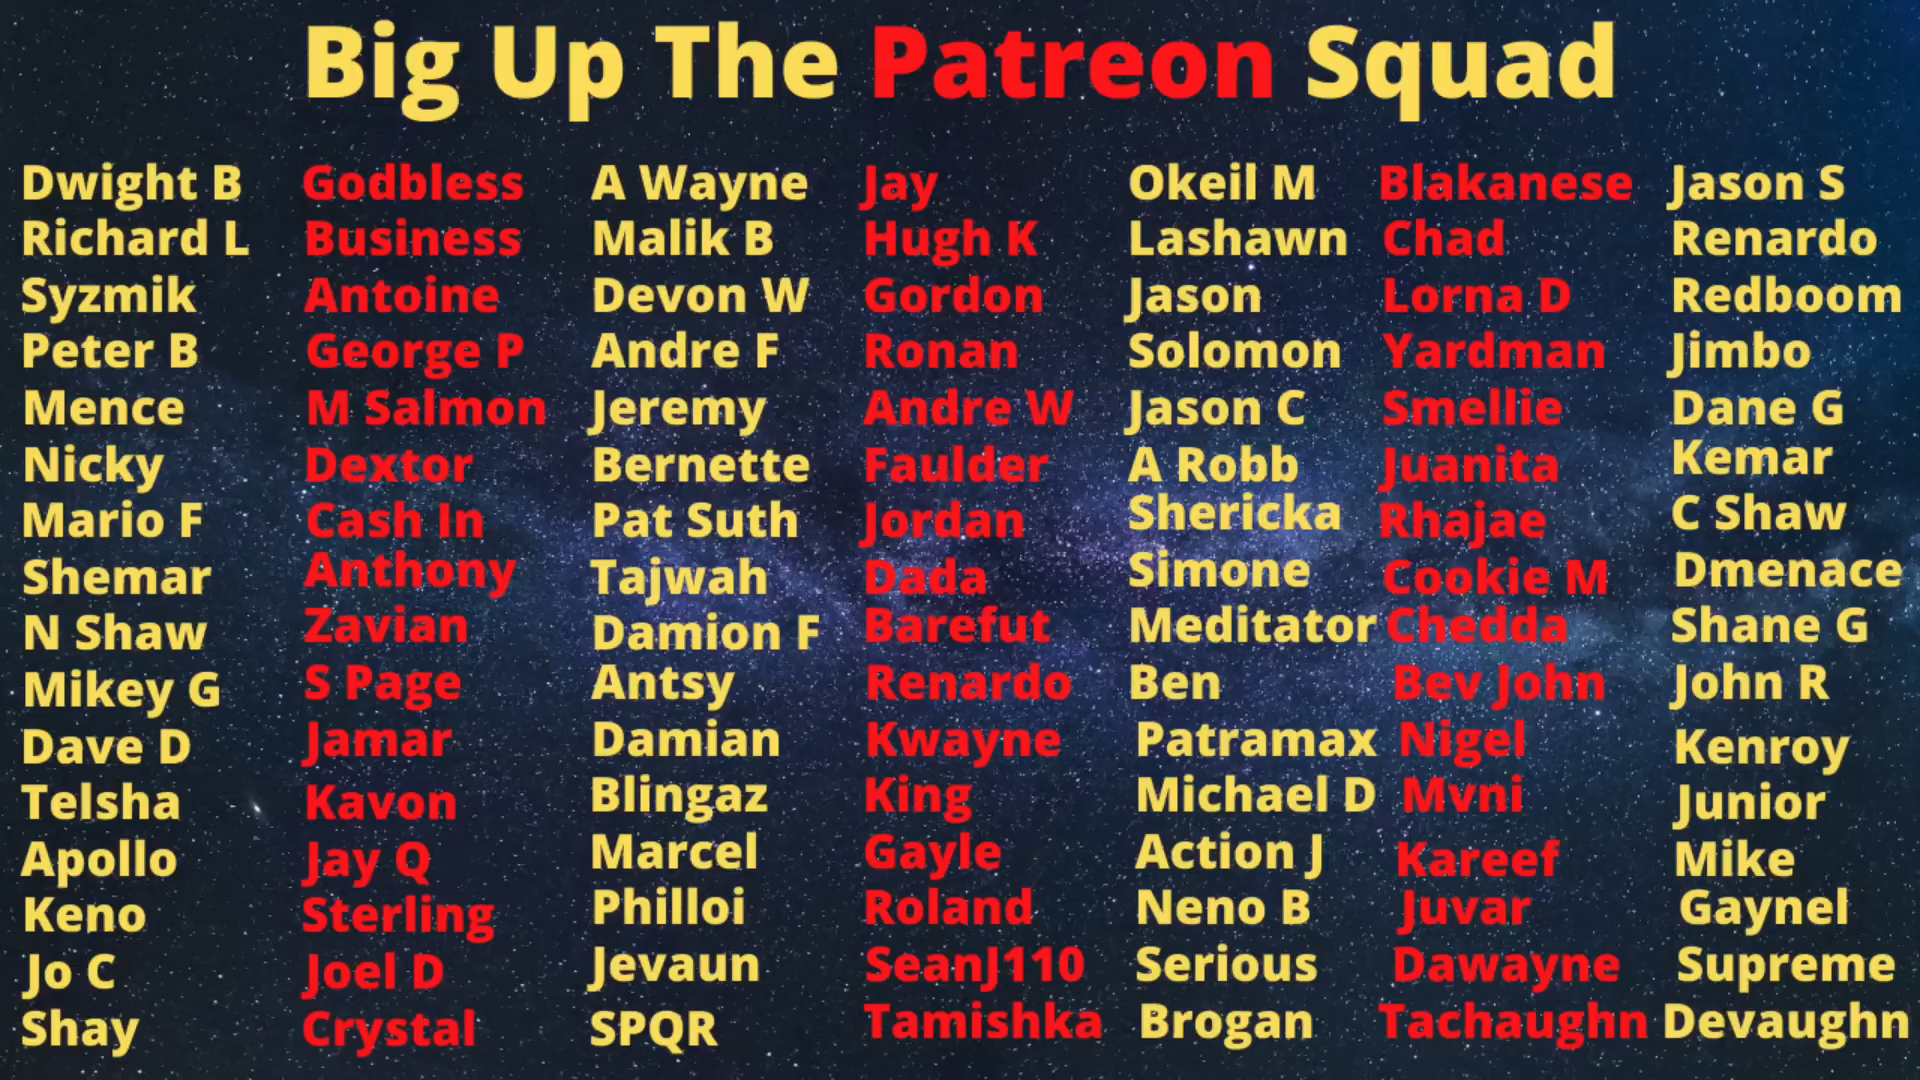 Big Up The Patreon Squad
Dwight B
Richard L
Syzmik
Peter B
Mence
Nicky
Mario F
Shemar
N Shaw
Mikey G
Dave D
Telsha
Apollo
Keno
Jo C
Shay
Godbless
Business
Antoine
George P
M Salmon
Dextor
Cash In
Anthony
Zavian
S Page
Jamar
Kavon
Jay Q
Sterling
Joel D
Crystal
A Wayne
Malik B
Devon W
Andre F
Jeremy
Bernette
Pat Suth
Tajwah
Damion F
Antsy
Damian
Blingaz
Marcel
Philloi
Jevaun
SPQR
Jay
Hugh K
Gordon
Ronan
Andre W
Faulder
Jordan
Dada
Barefut
Renardo
Kwayne
King
Gayle
Roland
SeanJ110
Tamishka
Okeil M
Lashawn
Jason
Solomon
Jason C
A Robb
Shericka
Simone
Meditator
Ben
Patramax
Michael D
Action J
Neno B
Serious
Brogan
Blakanese
Chad
Lorna D
Yardman
Smellie
Juanita
Rhajae
Cookie M
Chedda
Bev John
Nigel
Mvni
Kareef
Juvar
Dawayne
Tachaughn
Jason S
Renardo
Redboom
Jimbo
Dane G
Kemar
C Shaw
Dmenace
Shane G
John R
Kenroy
Junior
Mike
Gaynel
Supreme
Devaughn